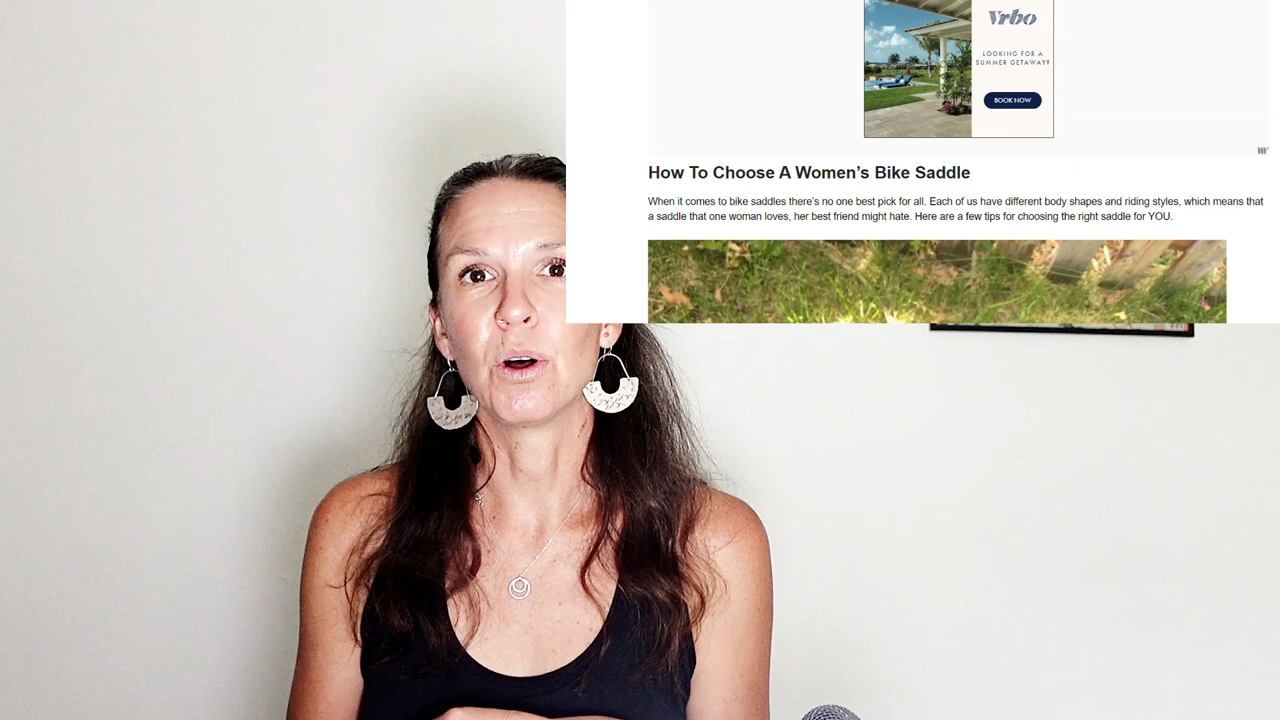 Vrbo
LOOKING FOR A
SUMMER GETAWAY?
BOOK NOW
How To Choose A Women's Bike Saddle
When it comes to bike saddles there's no one best pick for all. Each of us have different body shapes and riding styles, which means that
a saddle that one woman loves, her best friend might hate. Here are a few tips for choosing the right saddle for YOU.